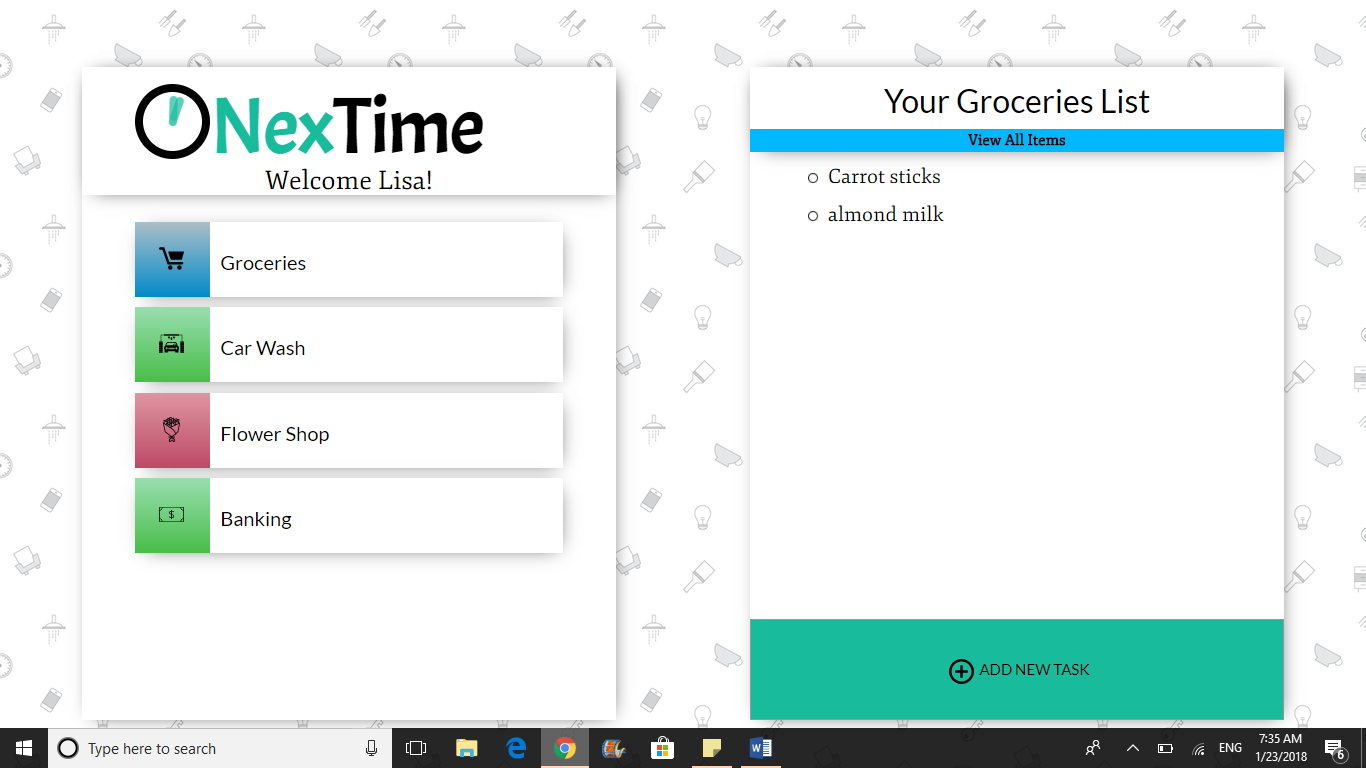 NexTime
Welcome Lisa!
Groceries
Car Wash
Flower Shop
$
Banking
Your Groceries List
View All Items
Carrot sticks
almond milk
ADD NEW TASK
Type here to search
ENG
7:35 AM
1/23/2018
6